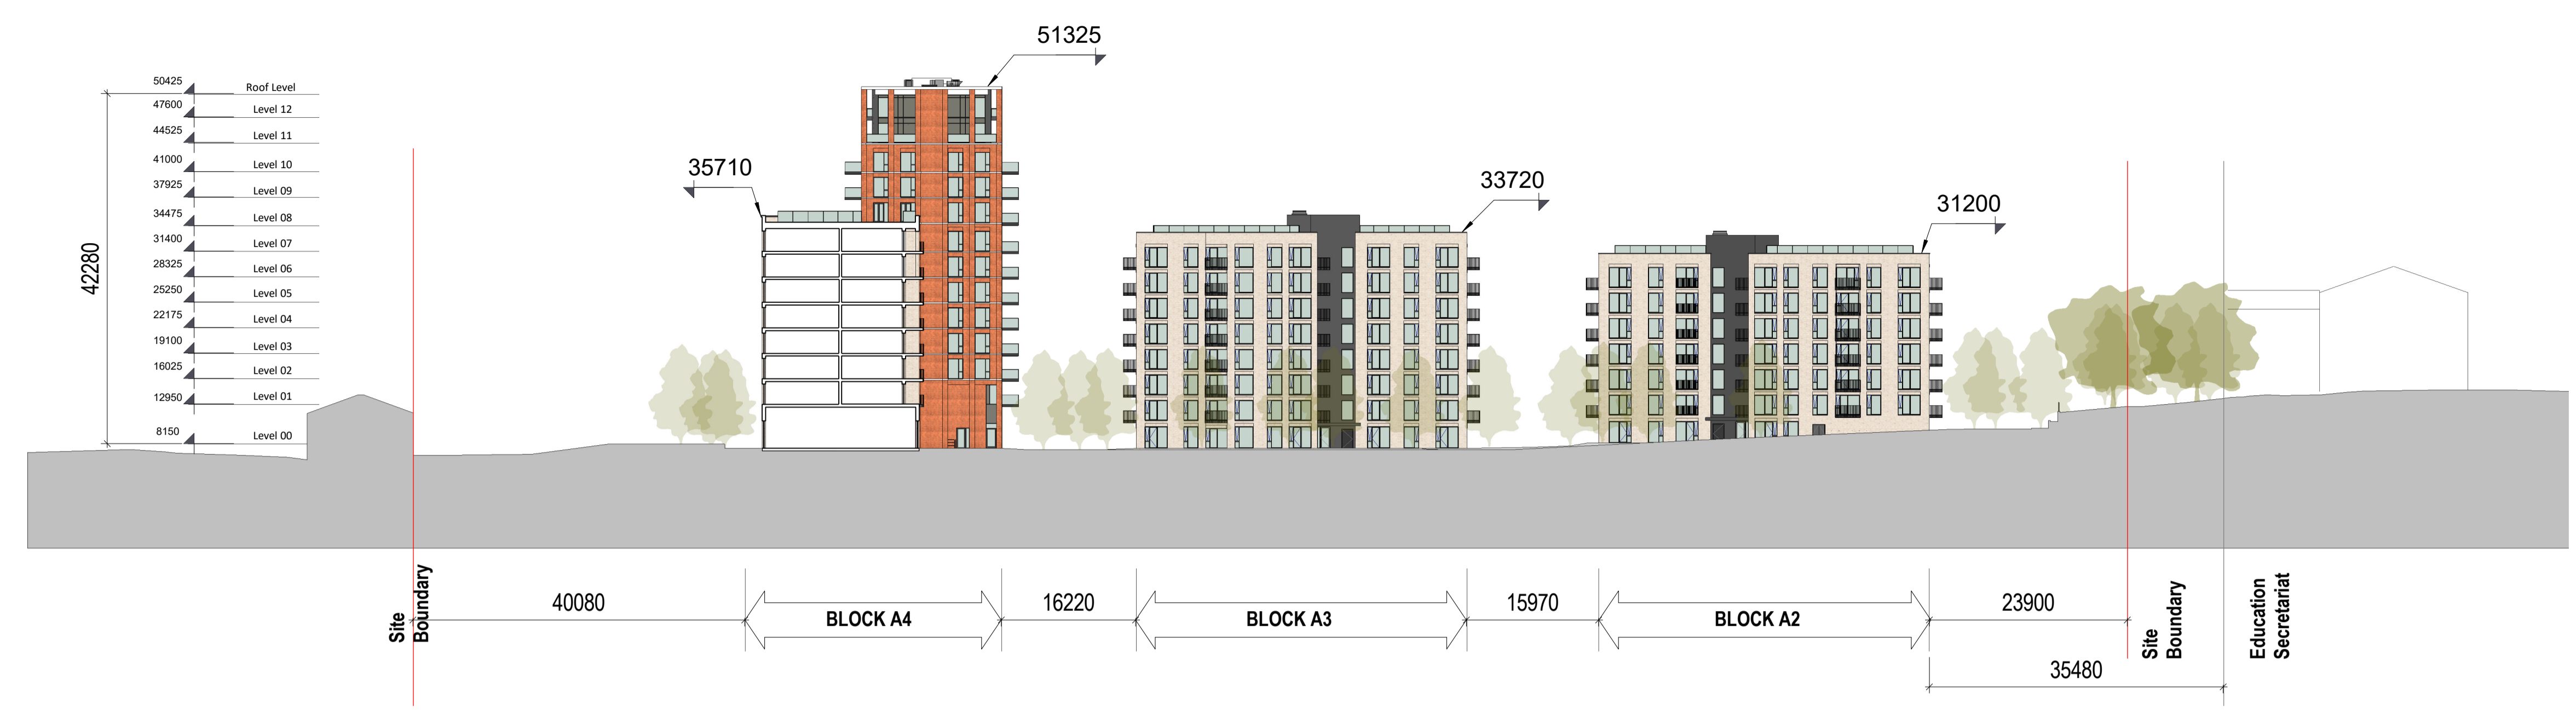 51325
50425 Roof Level
47600 Level 12
44525 Level 11
41000 Level 10
37925 Level 09
34475 Level 08
31400 Level 07
28325 Level 06
25250 Level 05
22175 Level 04
19100 Level 03
16025 Level 02
12950 Level 01
8150 Level 00
42280
35710
33720
31200
Site
Boundary
40080
BLOCK A4
16220
BLOCK A3
15970
BLOCK A2
23900
Site
Boundary
Education
Secretariat
35480